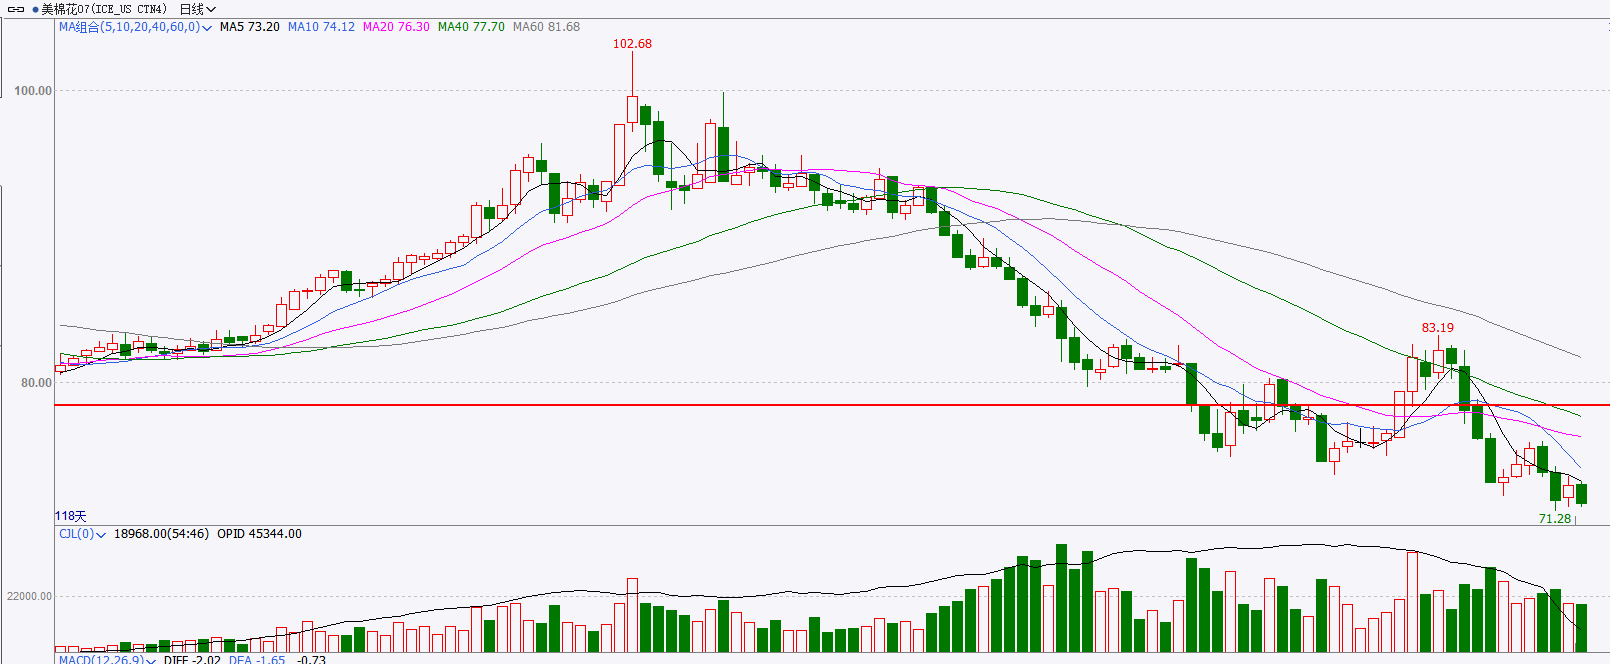 美棉花07(ICE_US CTN4) 日线
MA组合(5,10,20,40,60,0) MA5 73.20 MA10 74.12 MA20 76.30 MA40 77.70 MA60 81.68
102.68
100.00
83.19
80.00
118天
71.28
CJL(0) 18968.00(54:46) OPID 45344.00
22000.00
MACD(12,26,9) DIFF -2.02 DEA -1.65 -0.73